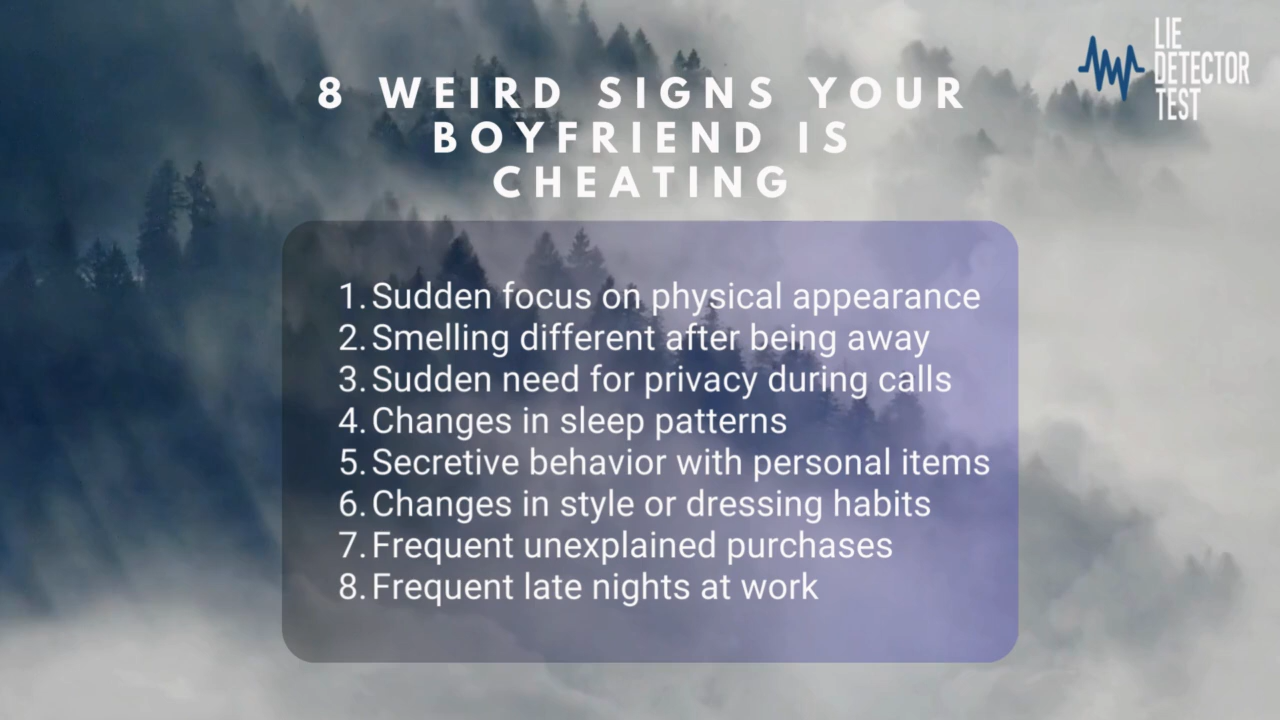 LIE
DETECTOR
TEST
8 WEIRD SIGNS YOUR
BOYFRIEND IS
CHEATING
1. Sudden focus on physical appearance
2. Smelling different after being away
3. Sudden need for privacy during calls
4. Changes in sleep patterns
5. Secretive behavior with personal items
6. Changes in style or dressing habits
7. Frequent unexplained purchases
8. Frequent late nights at work